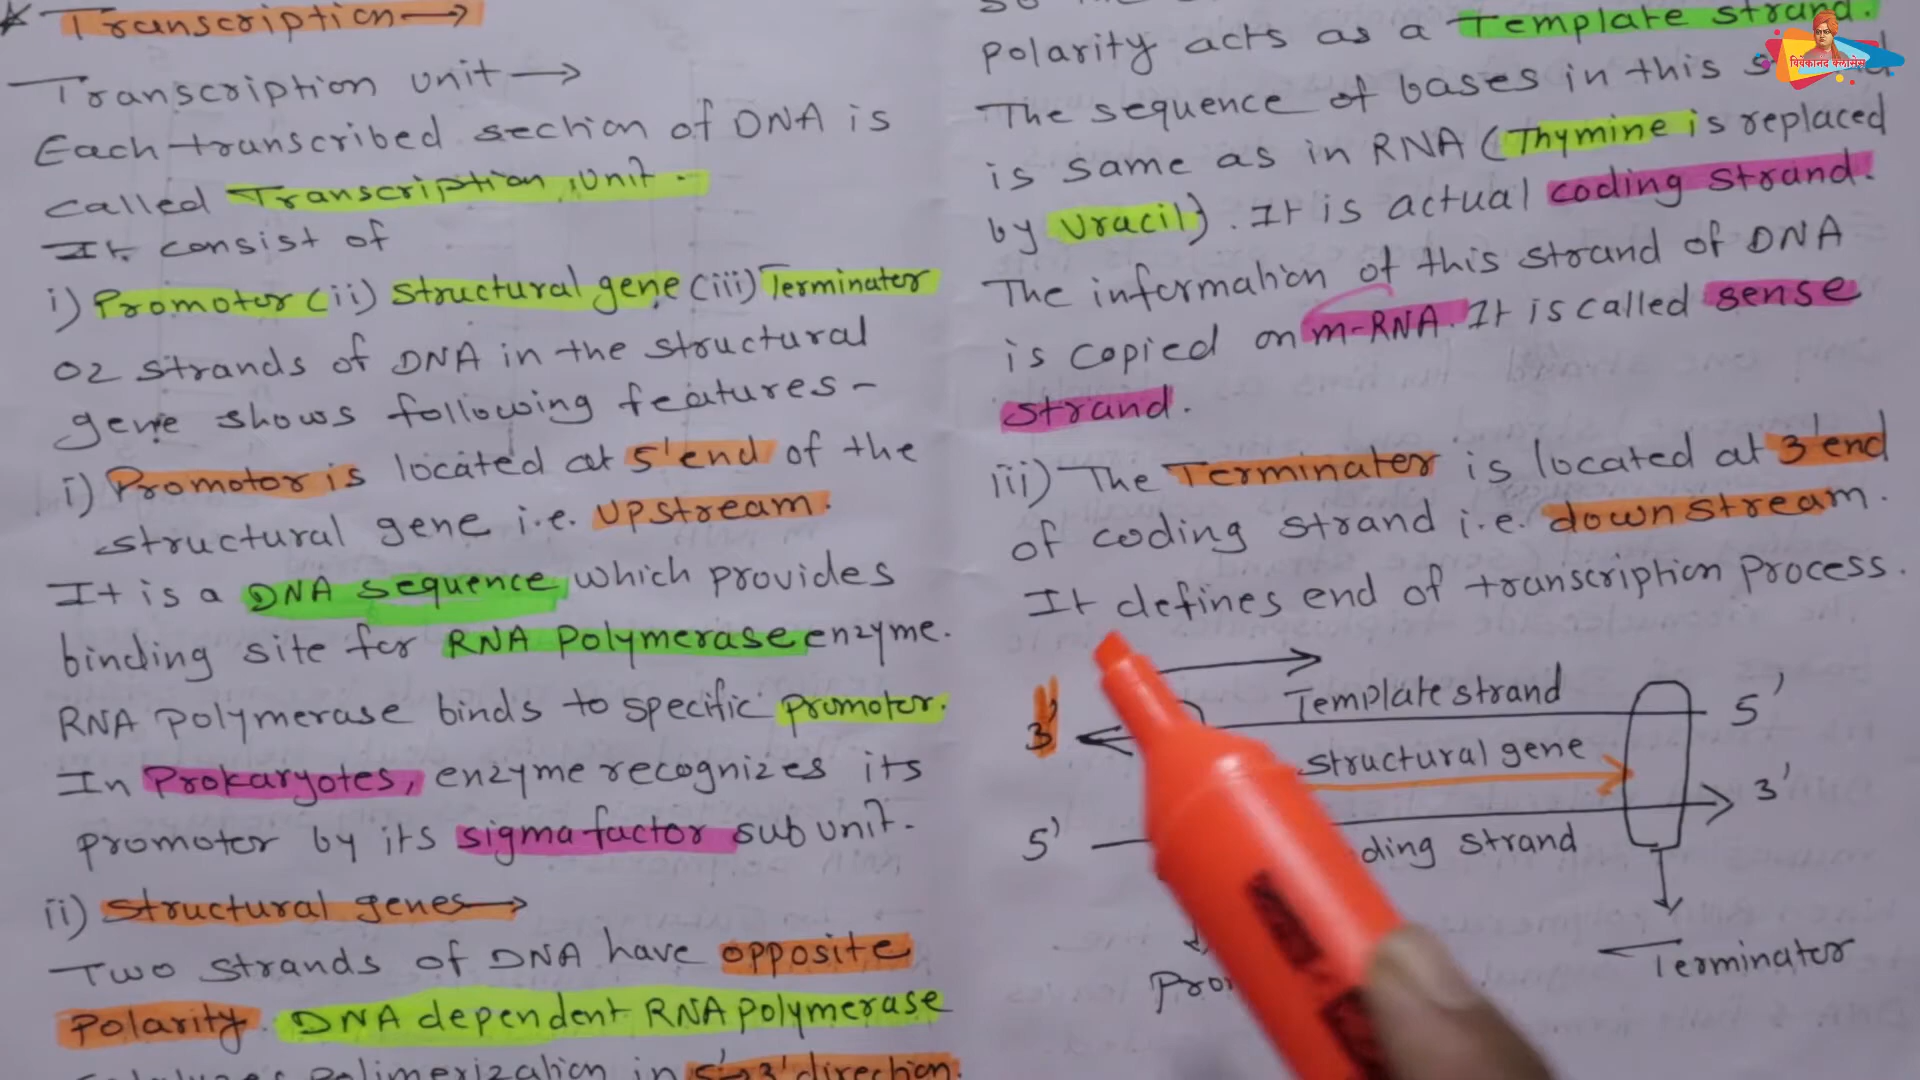 Transcription →
Transcription unit →
Each transcribed section of DNA is
called Transcription unit.
It consist of
i) Promotor (ii) structural gene (iii) Terminater
02 strands of DNA in the structural
gene shows following features-
i) Promotor is located at 5' end of the
structural gene i.e. upstream.
It is a DNA sequence which provides
binding site for RNA polymerase enzyme.
RNA polymerase binds to specific promoter.
In Prokaryotes, enzyme recognizes its
promoter by its sigma factor sub unit.
ii) structural genes →
Two strands of DNA have opposite
Polarity. DNA dependent RNA polymerase
polimerization in 5'→3' direction.
polarity acts as a Template strand.
The sequence of bases in this
is same as in RNA (Thymine is replaced
by Uracil). It is actual coding strand.
The information of this strand of DNA
is copied on m-RNA. It is called sense
strand.
iii) The Terminater is located at 3' end
of coding strand i.e. downstream.
It defines end of transcription process.
Template strand
3' 5'
structural gene
3'
5' ding strand
Terminator
विवेकानंद क्लासेस